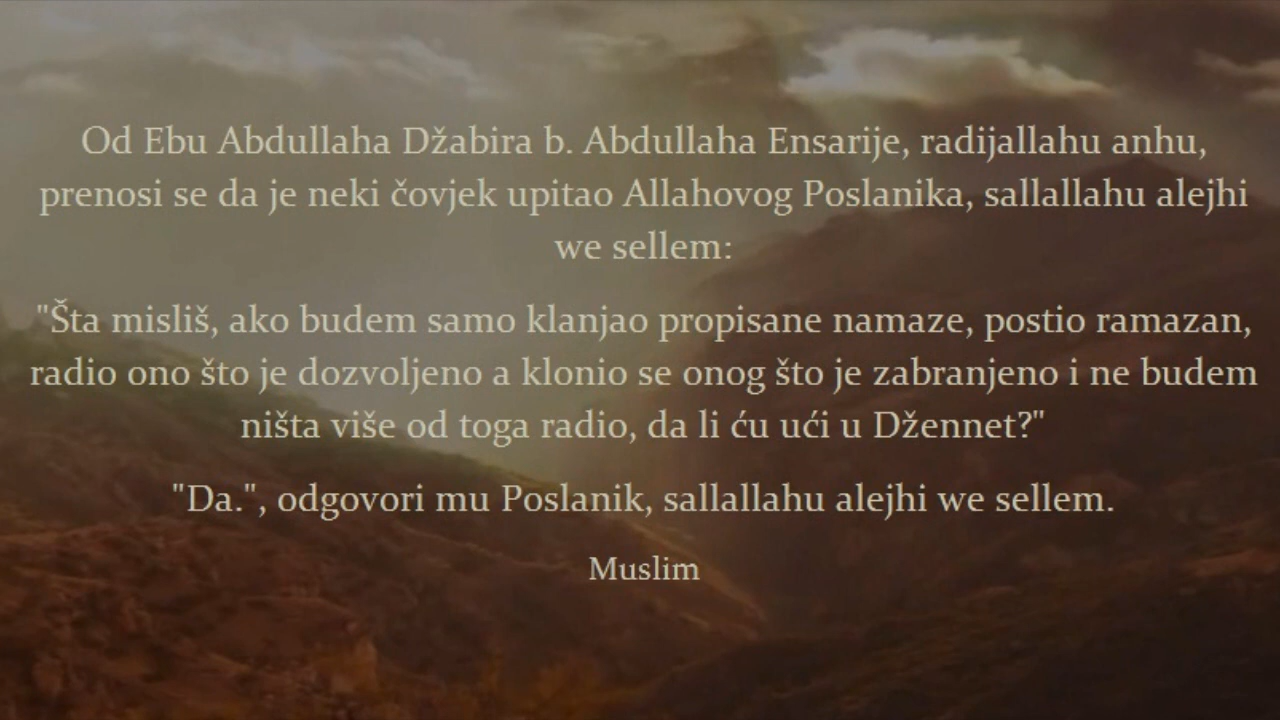 Od Ebu Abdullaha Džabira b. Abdullaha Ensarije, radijallahu anhu,
prenosi se da je neki čovjek upitao Allahovog Poslanika, sallallahu alejhi
we sellem:
"Šta misliš, ako budem samo klanjao propisane namaze, postio ramazan,
radio ono što je dozvoljeno a klonio se onog što je zabranjeno i ne budem
ništa više od toga radio, da li ću ući u Džennet?"
"Da.", odgovori mu Poslanik, sallallahu alejhi we sellem.
Muslim